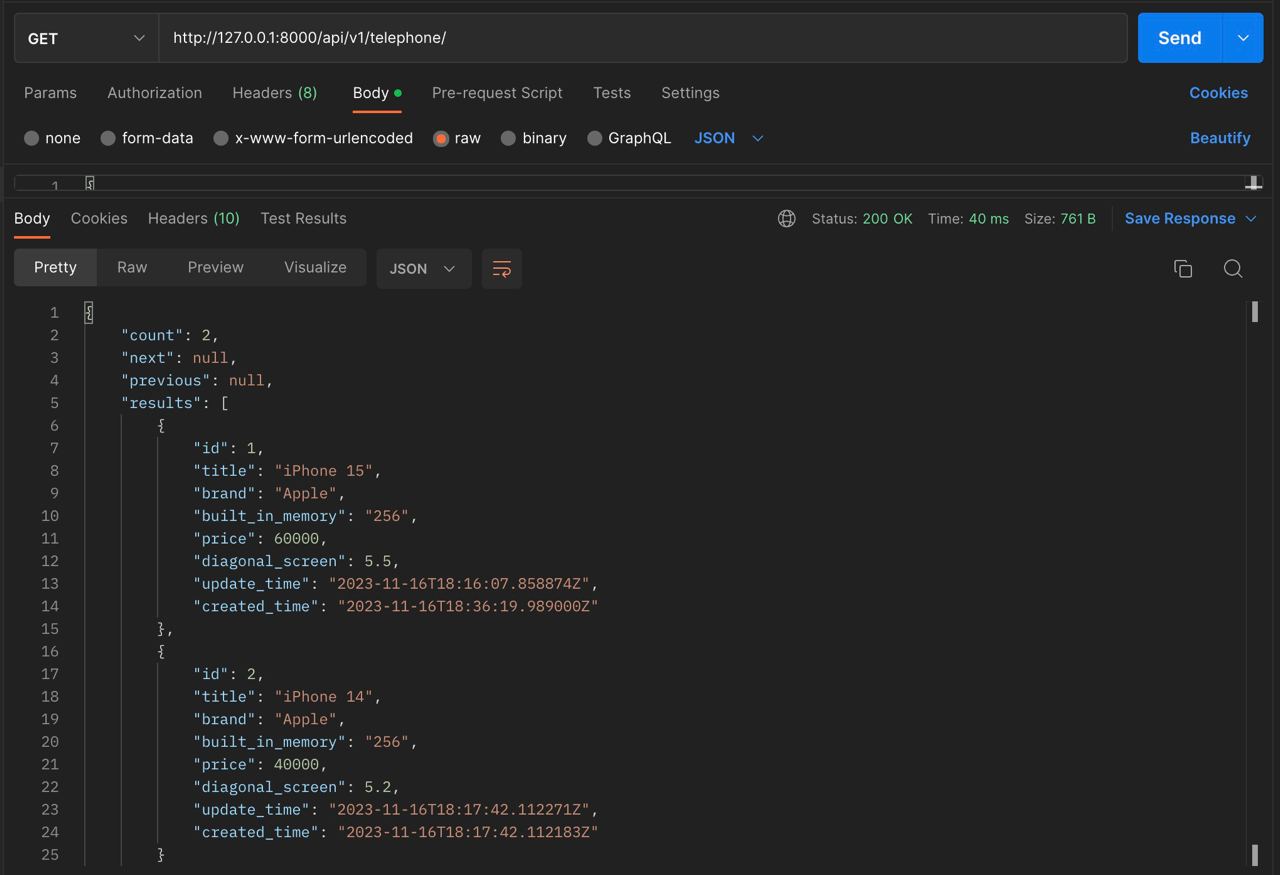 GET http://127.0.0.1:8000/api/v1/telephone/ Send
Params Authorization Headers (8) Body Pre-request Script Tests Settings Cookies
none form-data x-www-form-urlencoded raw binary GraphQL JSON Beautify
1 {
Body Cookies Headers (10) Test Results Status: 200 OK Time: 40 ms Size: 761 B Save Response
Pretty Raw Preview Visualize JSON
1 {
2 "count": 2,
3 "next": null,
4 "previous": null,
5 "results": [
6 {
7 "id": 1,
8 "title": "iPhone 15",
9 "brand": "Apple",
10 "built_in_memory": "256",
11 "price": 60000,
12 "diagonal_screen": 5.5,
13 "update_time": "2023-11-16T18:16:07.858874Z",
14 "created_time": "2023-11-16T18:36:19.989000Z"
15 },
16 {
17 "id": 2,
18 "title": "iPhone 14",
19 "brand": "Apple",
20 "built_in_memory": "256",
21 "price": 40000,
22 "diagonal_screen": 5.2,
23 "update_time": "2023-11-16T18:17:42.112271Z",
24 "created_time": "2023-11-16T18:17:42.112183Z"
25 }